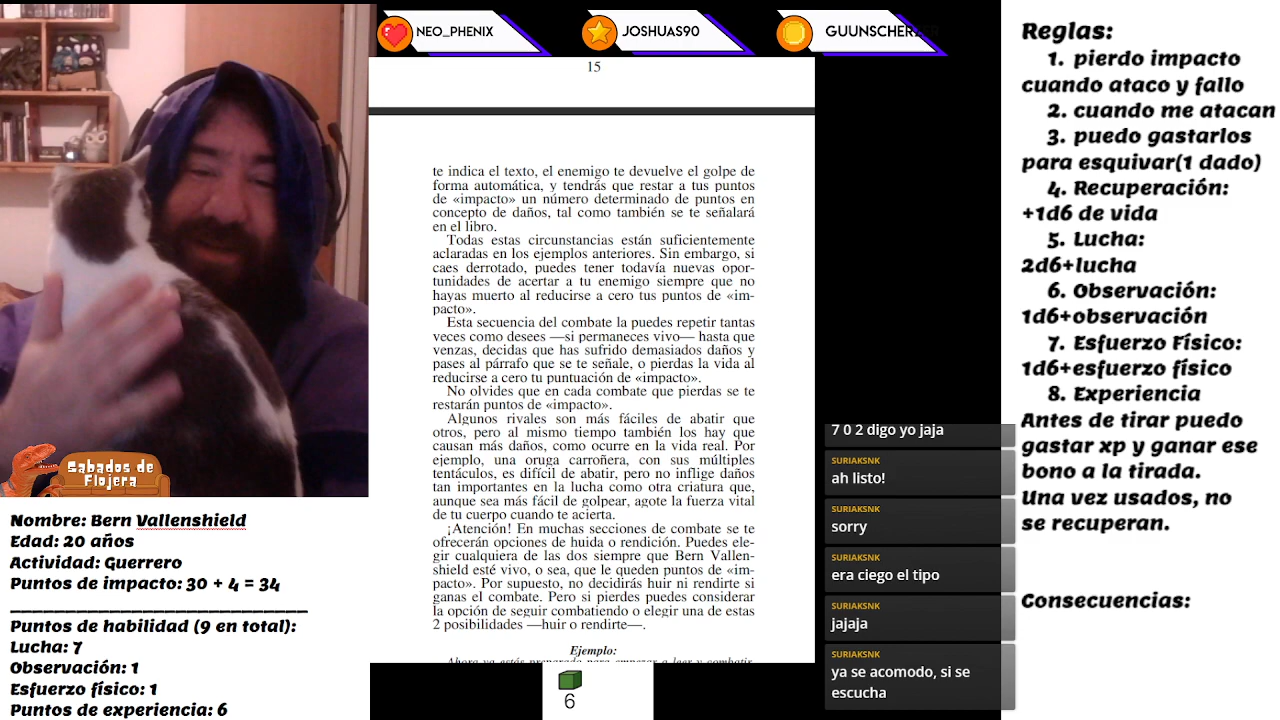 NEO_PHENIX
JOSHUAS90
GUUNSCHER
15
te indica el texto, el enemigo te devuelve el golpe de
forma automática, y tendrás que restar a tus puntos
de «impacto» un número determinado de puntos en
concepto de daños, tal como también se te señalará
en el libro.
Todas estas circunstancias están suficientemente
aclaradas en los ejemplos anteriores. Sin embargo, si
caes derrotado, puedes tener todavía nuevas opor-
tunidades de acertar a tu enemigo siempre que no
hayas muerto al reducirse a cero tus puntos de «im-
pacto».
Esta secuencia del combate la puedes repetir tantas
veces como desees —si permaneces vivo— hasta que
venzas, decidas que has sufrido demasiados daños y
pases al párrafo que se te señale, o pierdas la vida al
reducirse a cero tu puntuación de «impacto».
No olvides que en cada combate que pierdas se te
restarán puntos de «impacto».
Algunos rivales son más fáciles de abatir que
otros, pero al mismo tiempo también los hay que
causan más daños, como ocurre en la vida real. Por
ejemplo, una oruga carroñera, con sus múltiples
tentáculos, es difícil de abatir, pero no inflige daños
tan importantes en la lucha como otra criatura que,
aunque sea más fácil de golpear, agote la fuerza vital
de tu cuerpo cuando te acierta.
¡Atención! En muchas secciones de combate se te
ofrecerán opciones de huida o rendición. Puedes ele-
gir cualquiera de las dos siempre que Bern Vallen-
shield esté vivo, o sea, que le queden puntos de «im-
pacto». Por supuesto, no decidirás huir ni rendirte si
ganas el combate. Pero si pierdes puedes considerar
la opción de seguir combatiendo o elegir una de estas
2 posibilidades —huir o rendirte—.
Ejemplo:
Ahora ya estás preparado para empezar a leer y combatir
6
Sabados de
Flojera
Nombre: Bern Vallenshield
Edad: 20 años
Actividad: Guerrero
Puntos de impacto: 30 + 4 = 34
Puntos de habilidad (9 en total):
Lucha: 7
Observación: 1
Esfuerzo físico: 1
Puntos de experiencia: 6
7 0 2 digo yo jaja
SURIAKSNK
ah listo!
SURIAKSNK
sorry
SURIAKSNK
era ciego el tipo
SURIAKSNK
jajaja
SURIAKSNK
ya se acomodo, si se
escucha
Reglas:
1. pierdo impacto
cuando ataco y fallo
2. cuando me atacan
3. puedo gastarlos
para esquivar(1 dado)
4. Recuperación:
+1d6 de vida
5. Lucha:
2d6+lucha
6. Observación:
1d6+observación
7. Esfuerzo Físico:
1d6+esfuerzo físico
8. Experiencia
Antes de tirar puedo
gastar xp y ganar ese
bono a la tirada.
Una vez usados, no
se recuperan.
Consecuencias: